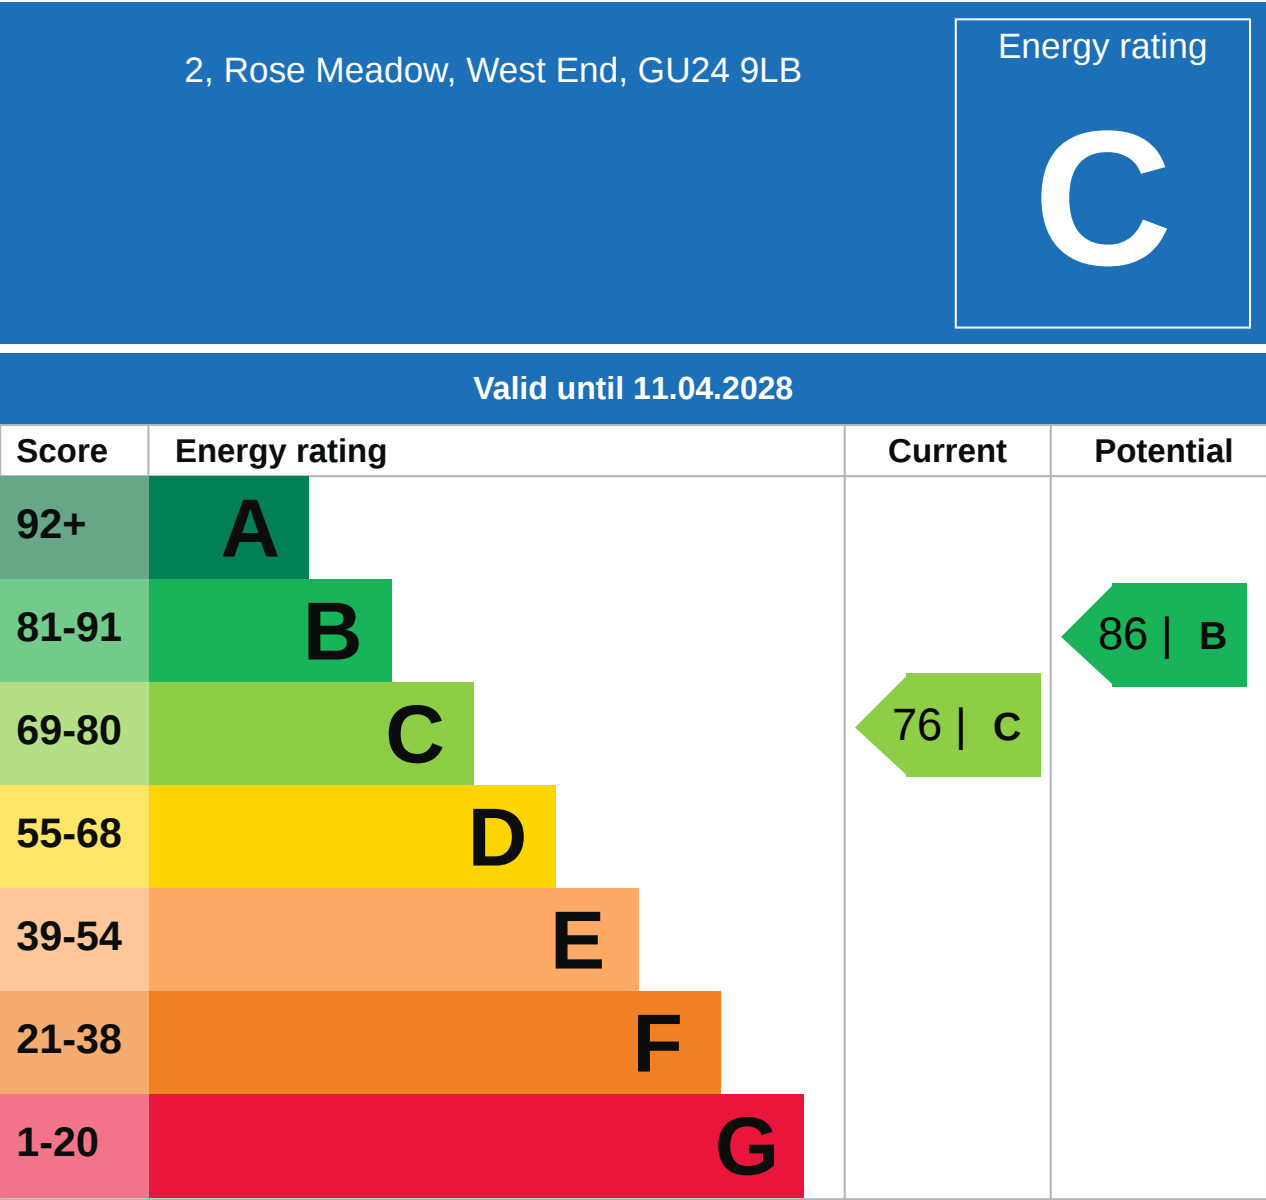 2, Rose Meadow, West End, GU24 9LB
Energy rating
C
Valid until 11.04.2028
Score Energy rating Current Potential
92+ A
81-91 B 86 | B
69-80 C 76 | C
55-68 D
39-54 E
21-38 F
1-20 G